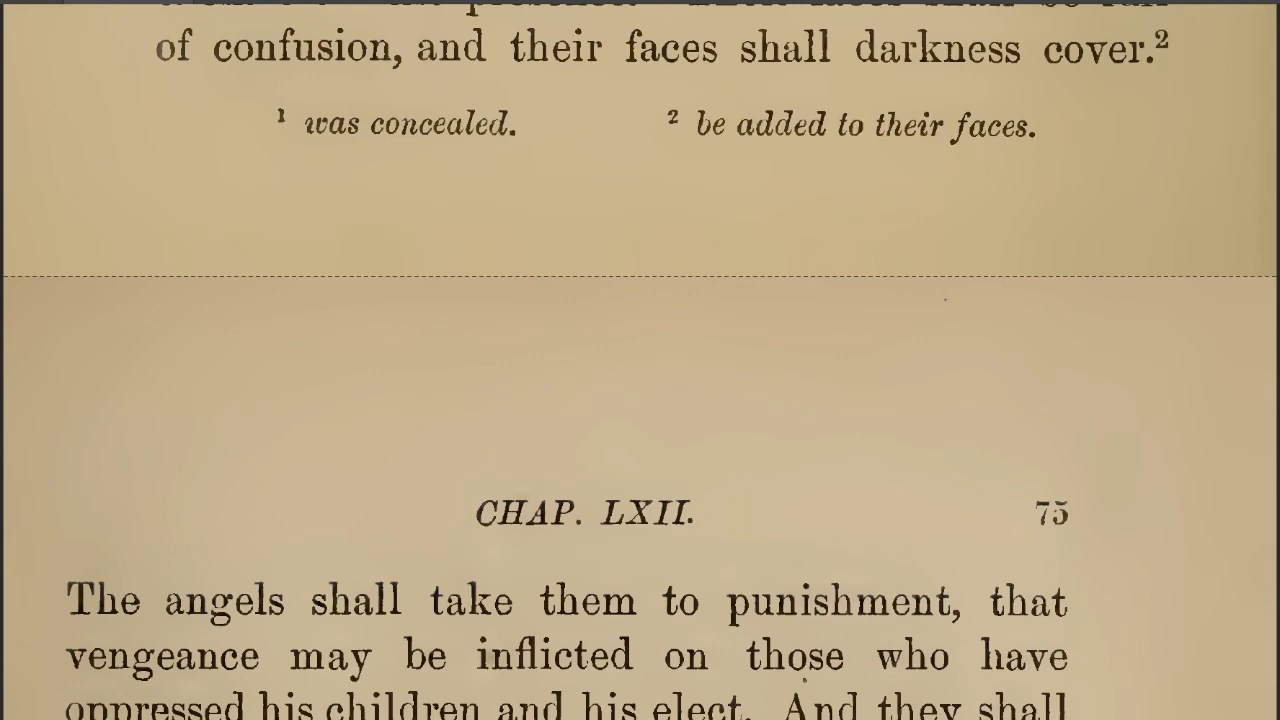 of confusion, and their faces shall darkness cover.²
¹ was concealed. ² be added to their faces.
CHAP. LXII. 75
The angels shall take them to punishment, that
vengeance may be inflicted on those who have
oppressed his children and his elect. And they shall